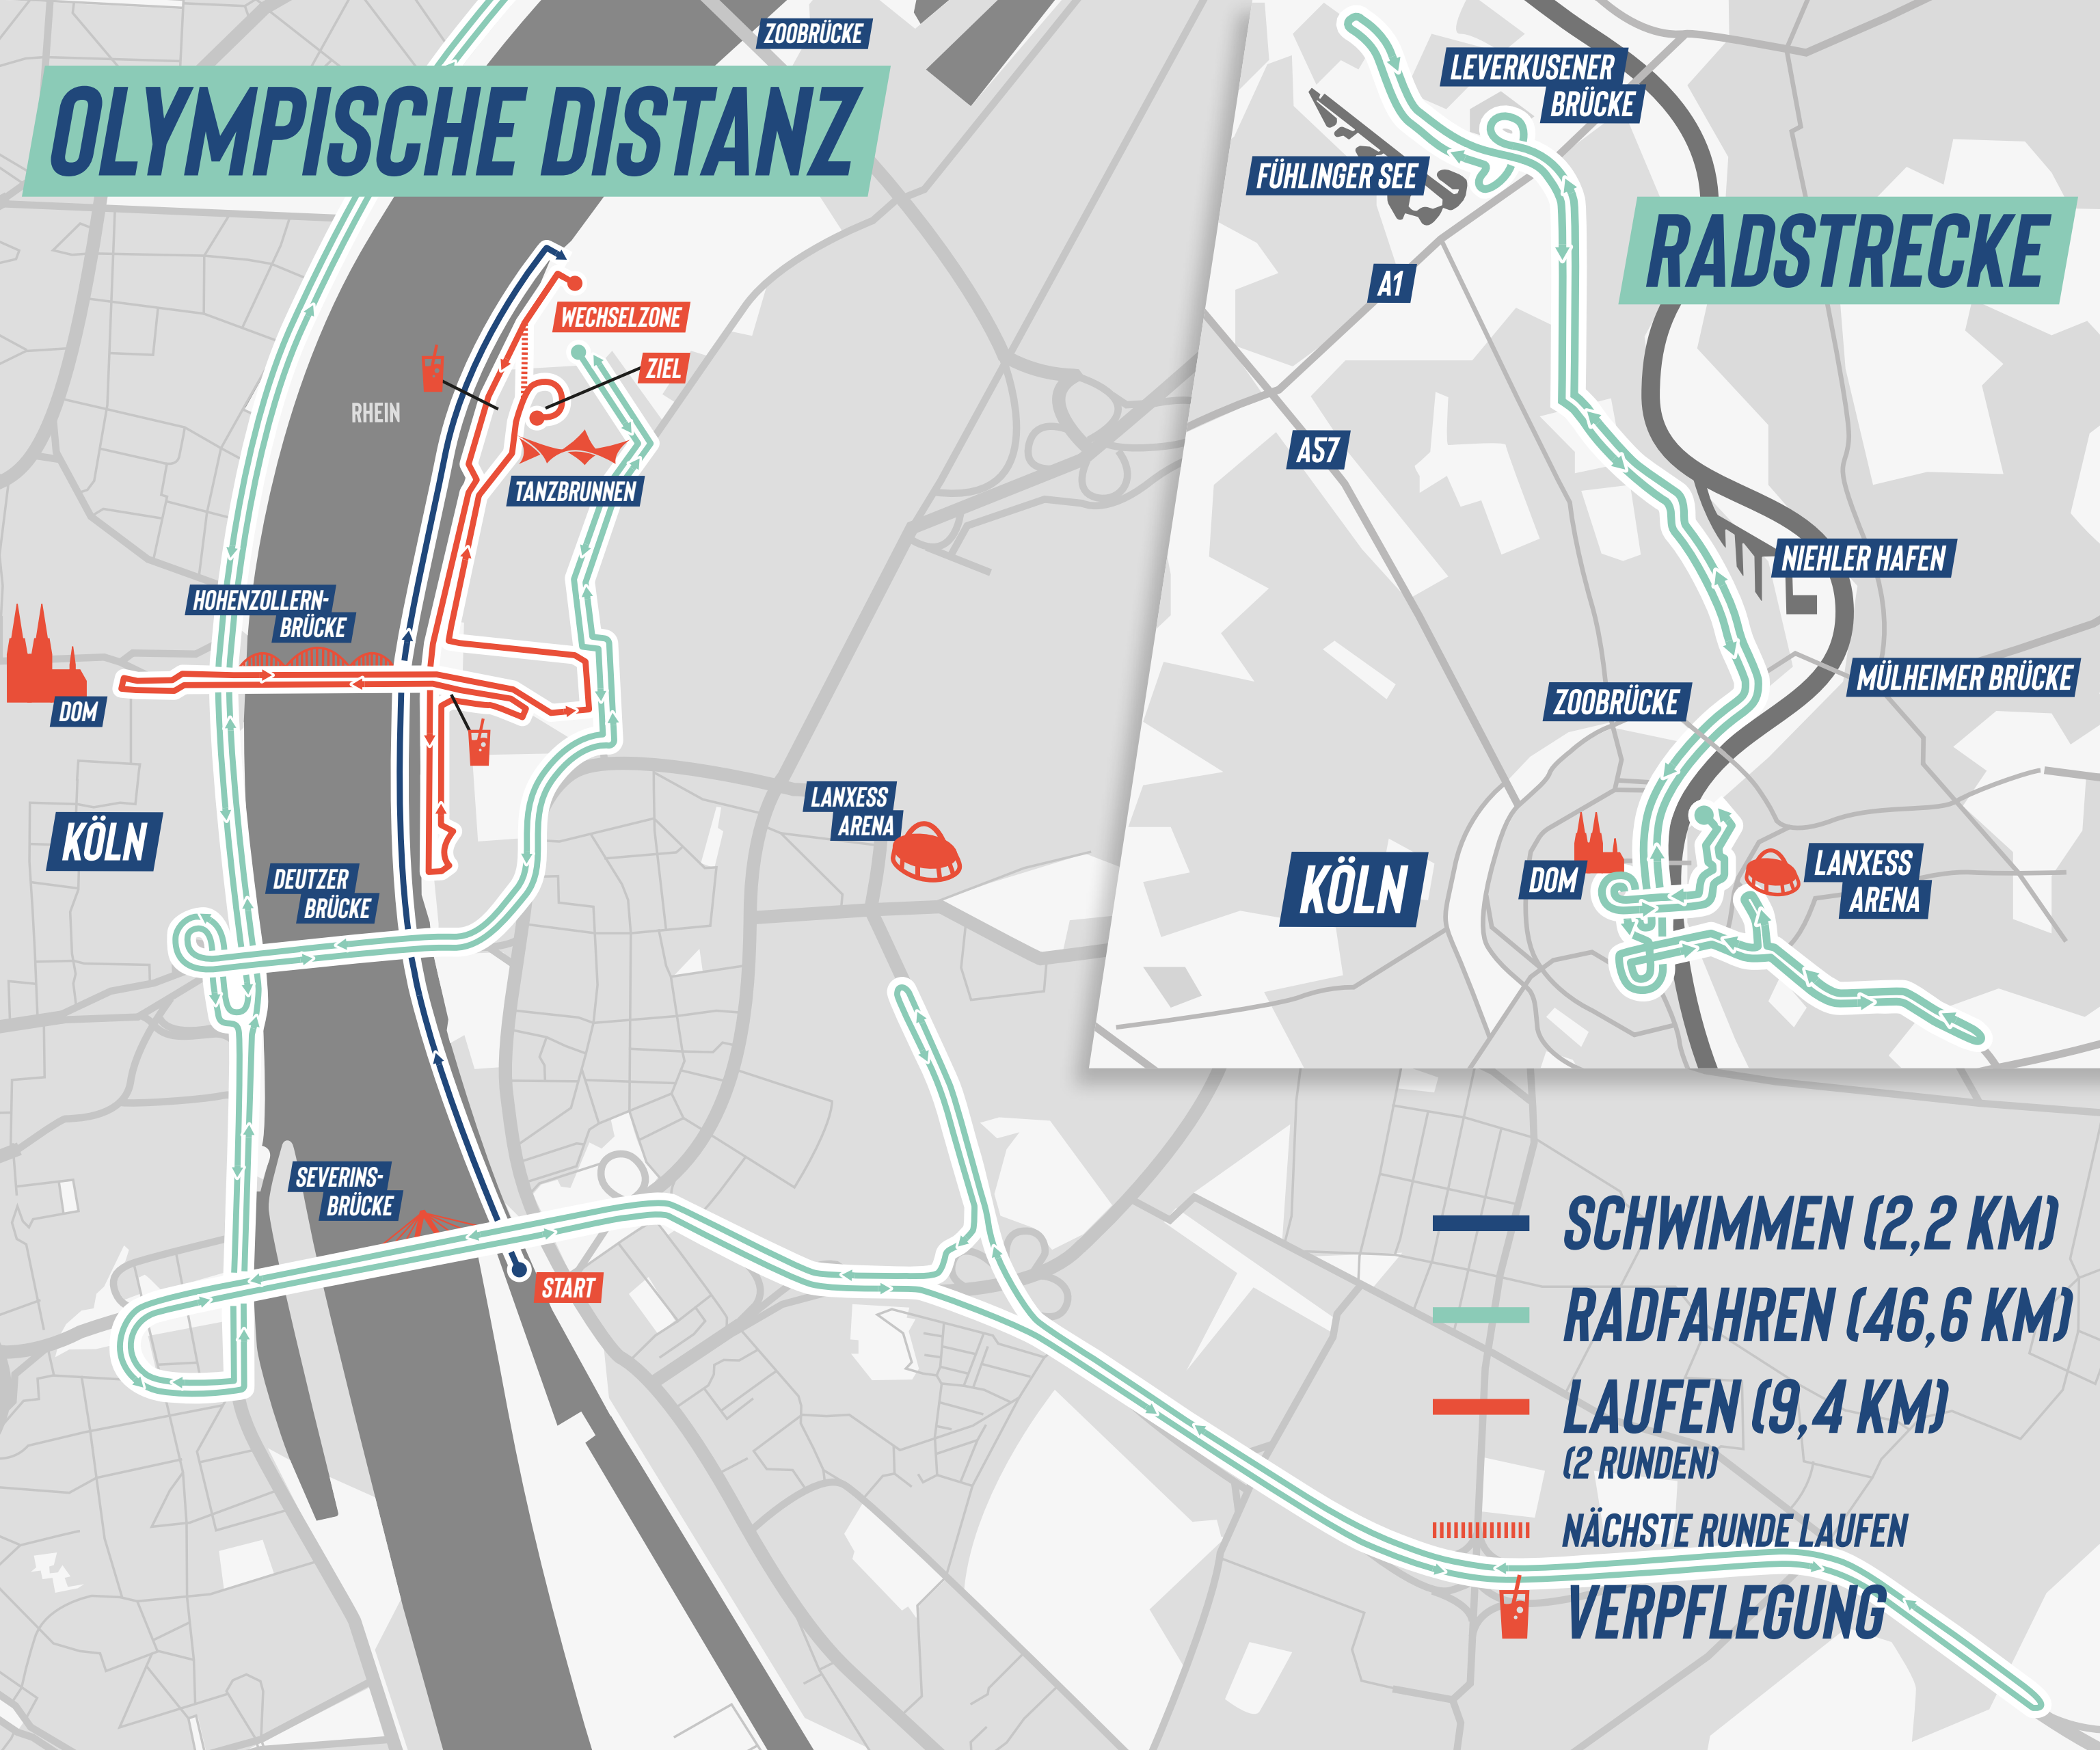 ZOOBRÜCKE
OLYMPISCHE DISTANZ
WECHSELZONE
ZIEL
RHEIN
TANZBRUNNEN
HOHENZOLLERN-
BRÜCKE
DOM
LANXESS
ARENA
KÖLN
DEUTZER
BRÜCKE
SEVERINS-
BRÜCKE
START
LEVERKUSENER
BRÜCKE
FÜHLINGER SEE
RADSTRECKE
A1
A57
NIEHLER HAFEN
MÜLHEIMER BRÜCKE
ZOOBRÜCKE
DOM
LANXESS
ARENA
KÖLN
SCHWIMMEN (2,2 KM)
RADFAHREN (46,6 KM)
LAUFEN (9,4 KM)
(2 RUNDEN)
NÄCHSTE RUNDE LAUFEN
VERPFLEGUNG